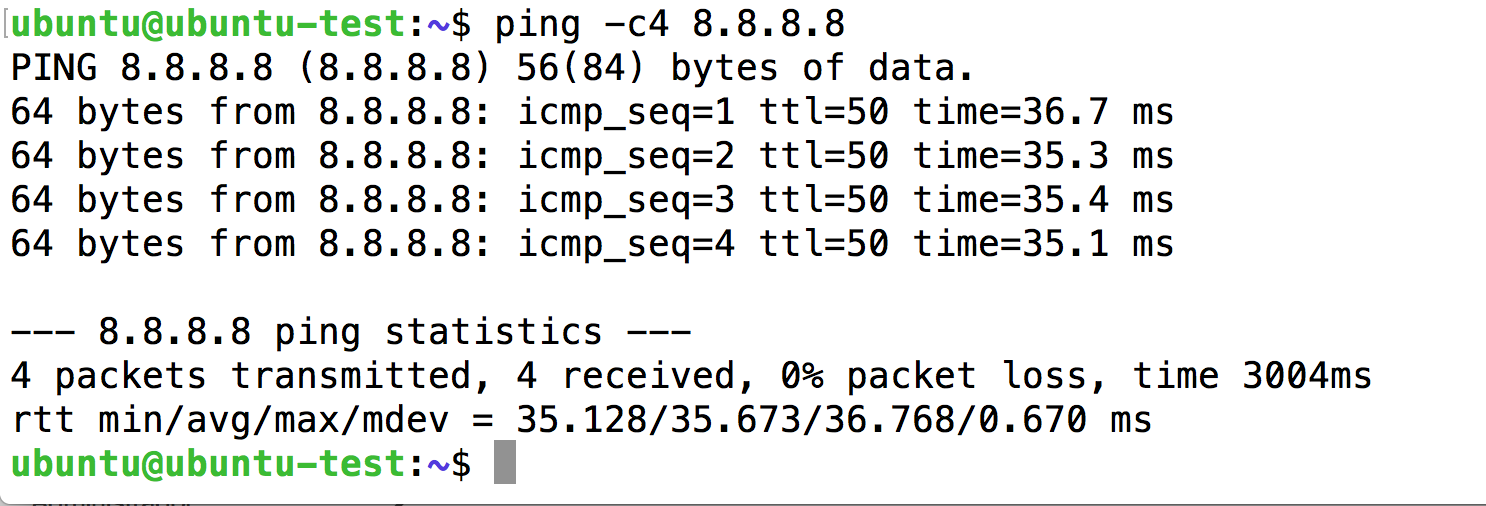 ubuntu@ubuntu-test:~$ ping -c4 8.8.8.8
PING 8.8.8.8 (8.8.8.8) 56(84) bytes of data.
64 bytes from 8.8.8.8: icmp_seq=1 ttl=50 time=36.7 ms
64 bytes from 8.8.8.8: icmp_seq=2 ttl=50 time=35.3 ms
64 bytes from 8.8.8.8: icmp_seq=3 ttl=50 time=35.4 ms
64 bytes from 8.8.8.8: icmp_seq=4 ttl=50 time=35.1 ms
--- 8.8.8.8 ping statistics ---
4 packets transmitted, 4 received, 0% packet loss, time 3004ms
rtt min/avg/max/mdev = 35.128/35.673/36.768/0.670 ms
ubuntu@ubuntu-test:~$